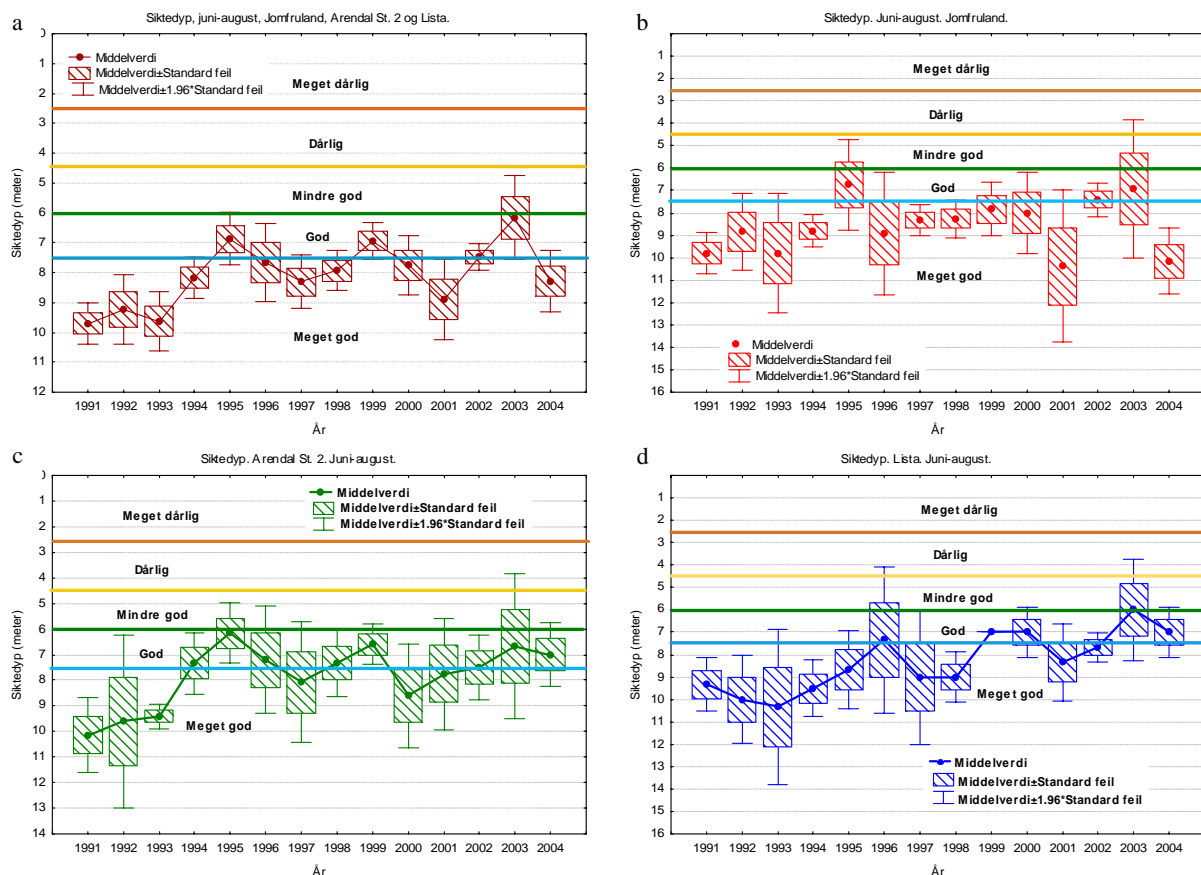 a
Siktedyp, juni-august, Jomfruland, Arendal St. 2 og Lista.
0
1
2
3
4
5
6
7
8
9
10
11
12
Siktedyp (meter)
Middelverdi
Middelverdi±Standard feil
Middelverdi±1.96*Standard feil
Meget dårlig
Dårlig
Mindre god
God
Meget god
1991 1992 1993 1994 1995 1996 1997 1998 1999 2000 2001 2002 2003 2004
År
b
Siktedyp. Juni-august. Jomfruland.
0
1
2
3
4
5
6
7
8
9
10
11
12
13
14
15
16
Siktedyp (meter)
Meget dårlig
Dårlig
Mindre god
God
Meget god
Middelverdi
Middelverdi±Standard feil
Middelverdi±1.96*Standard feil
1991 1992 1993 1994 1995 1996 1997 1998 1999 2000 2001 2002 2003 2004
År
c
Siktedyp. Arendal St. 2. Juni-august.
0
1
2
3
4
5
6
7
8
9
10
11
12
13
14
Siktedyp (meter)
Middelverdi
Middelverdi±Standard feil
Middelverdi±1.96*Standard feil
Meget dårlig
Dårlig
Mindre god
God
Meget god
1991 1992 1993 1994 1995 1996 1997 1998 1999 2000 2001 2002 2003 2004
År
d
Siktedyp. Lista. Juni-august.
0
1
2
3
4
5
6
7
8
9
10
11
12
13
14
15
16
Siktedyp (meter)
Meget dårlig
Dårlig
Mindre god
God
Meget god
Middelverdi
Middelverdi±Standard feil
Middelverdi±1.96*Standard feil
1991 1992 1993 1994 1995 1996 1997 1998 1999 2000 2001 2002 2003 2004
År